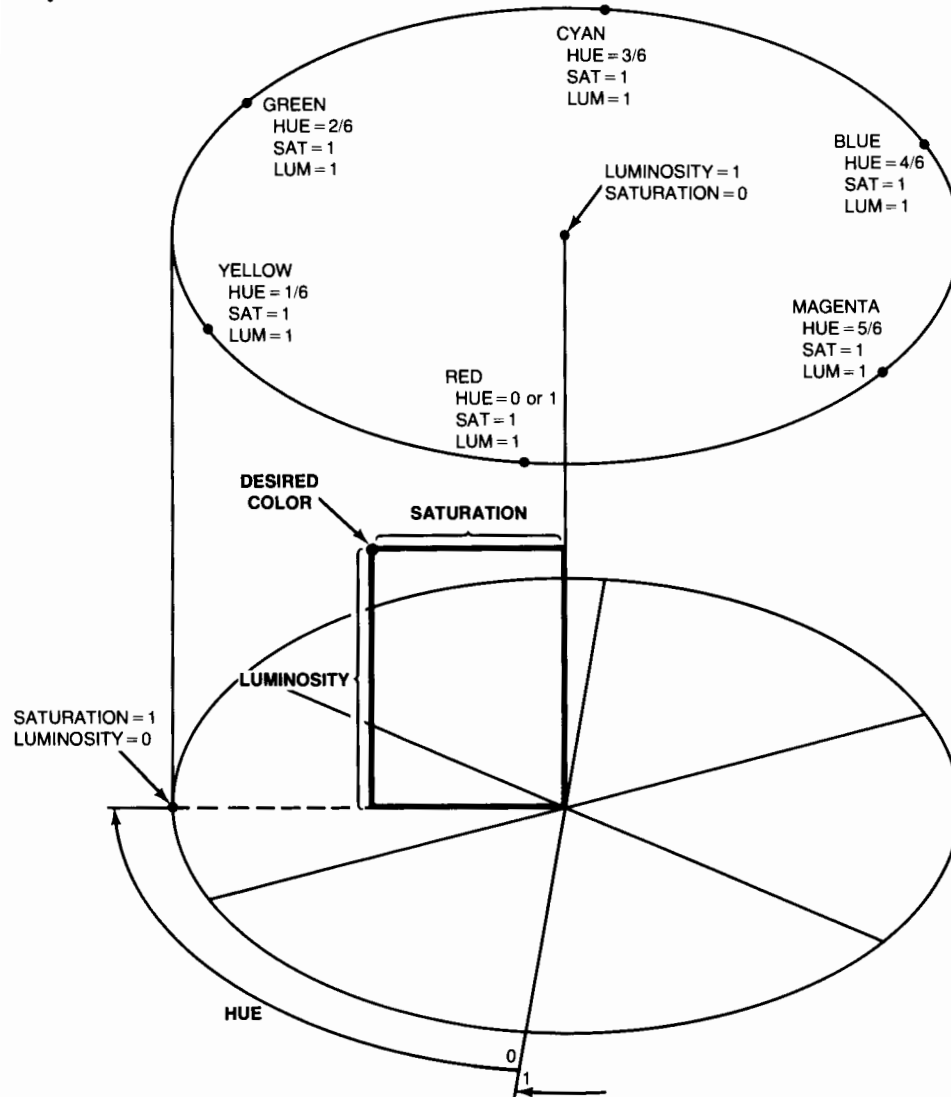 CYAN
HUE = 3/6
SAT = 1
LUM = 1
GREEN
HUE = 2/6
SAT = 1
LUM = 1
BLUE
HUE = 4/6
SAT = 1
LUM = 1
LUMINOSITY = 1
SATURATION = 0
YELLOW
HUE = 1/6
SAT = 1
LUM = 1
MAGENTA
HUE = 5/6
SAT = 1
LUM = 1
RED
HUE = 0 or 1
SAT = 1
LUM = 1
DESIRED
COLOR
SATURATION
LUMINOSITY
SATURATION = 1
LUMINOSITY = 0
HUE
0
1